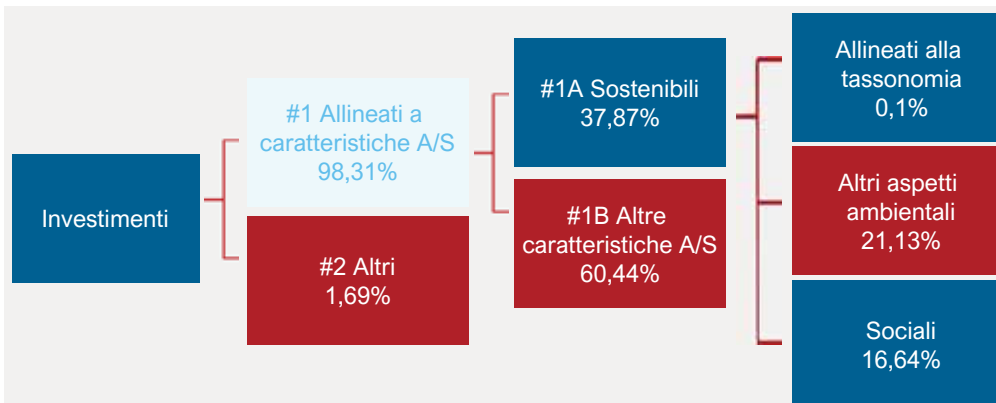 Investimenti
#1 Allineati a
caratteristiche A/S
98,31%
#2 Altri
1,69%
#1A Sostenibili
37,87%
#1B Altre
caratteristiche A/S
60,44%
Allineati alla
tassonomia
0,1%
Altri aspetti
ambientali
21,13%
Sociali
16,64%